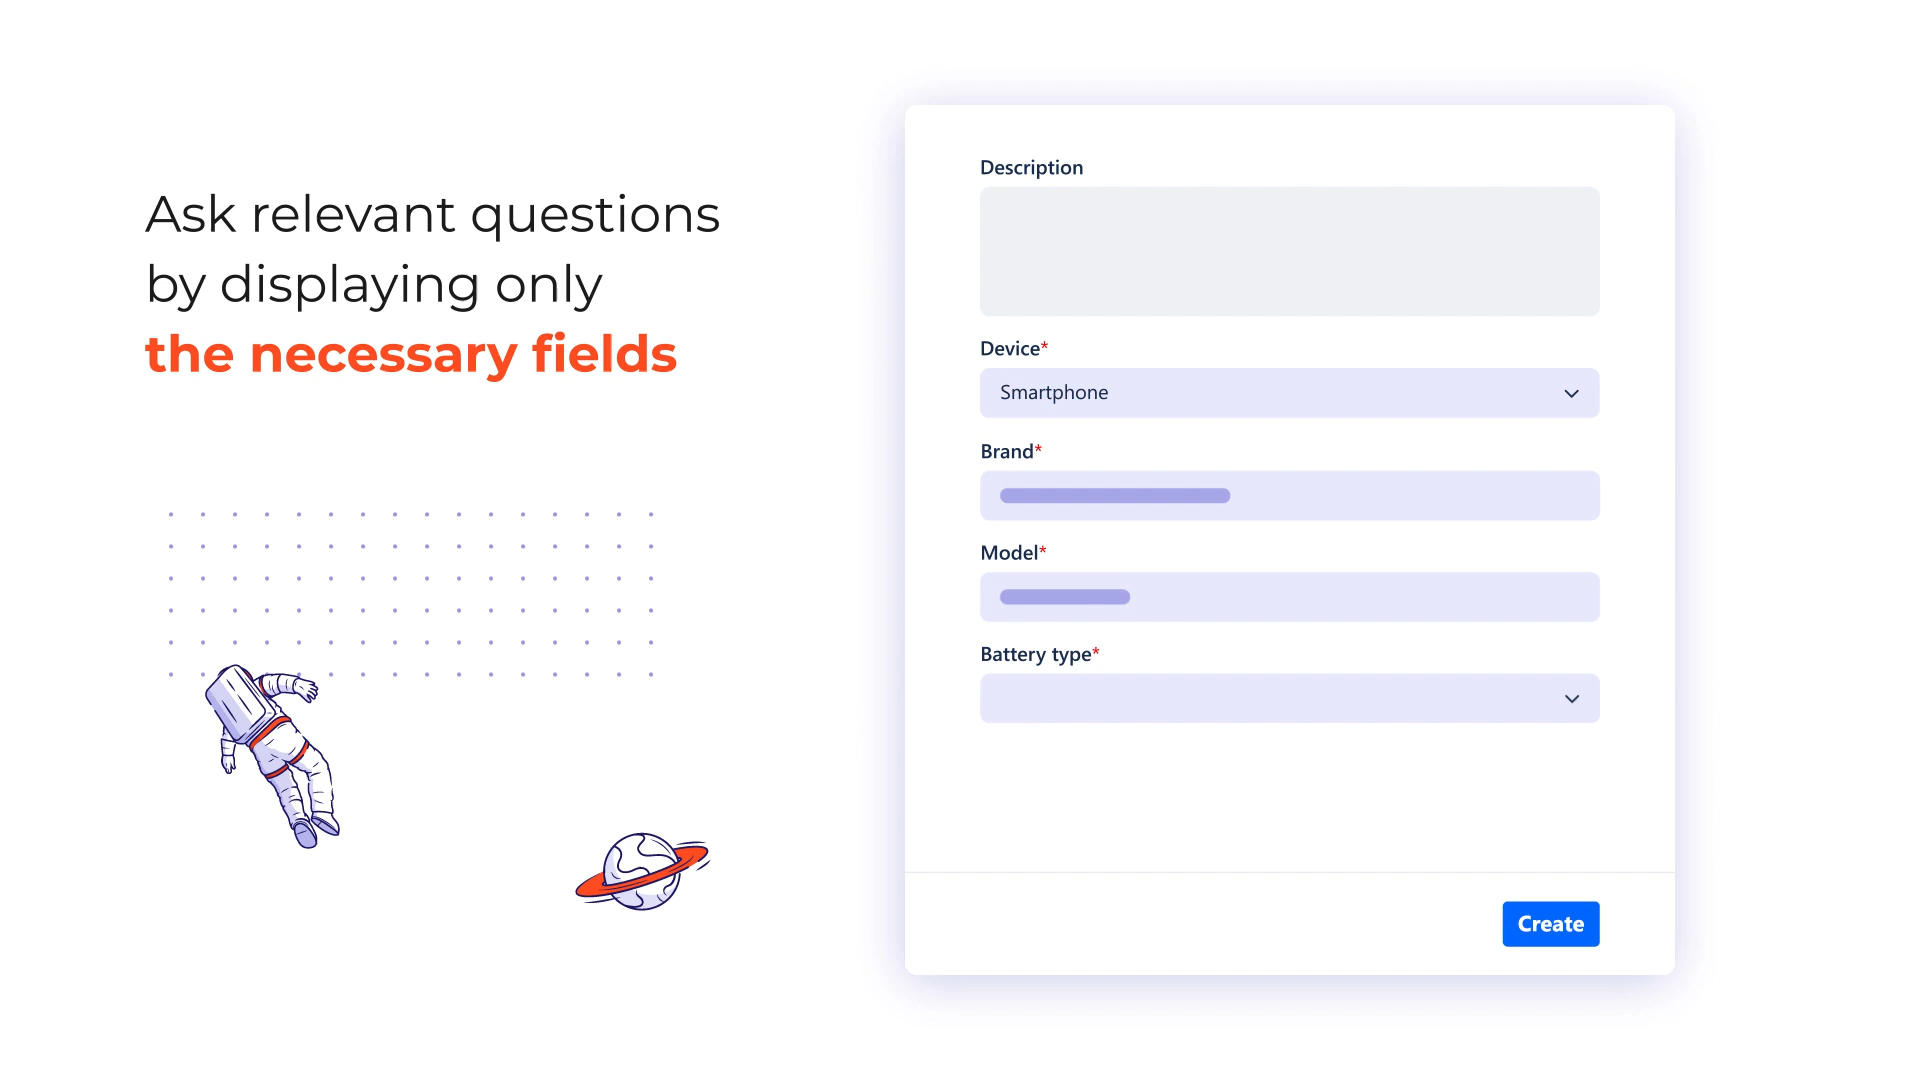 Ask relevant questions
by displaying only
the necessary fields
Description
Device*
Smartphone
Brand*
Model*
Battery type*
Create